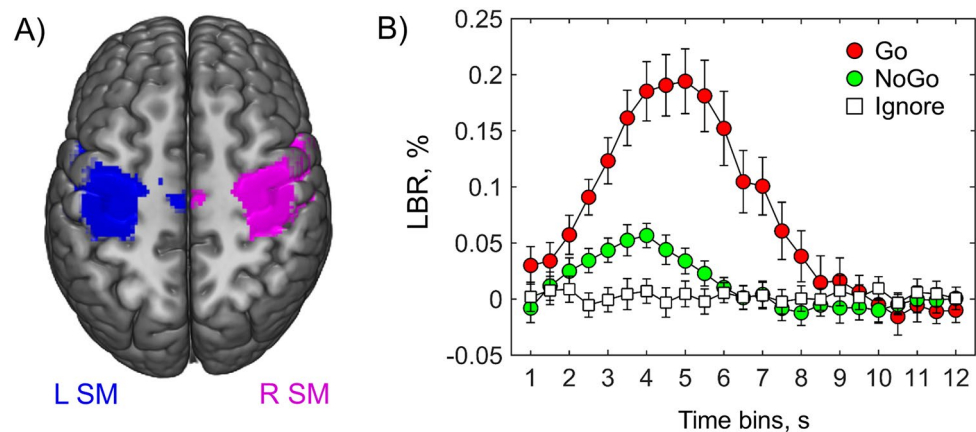 A)
L SM
R SM
B)
LBR, %
0.25
0.2
0.15
0.1
0.05
0
-0.05
Go
NoGo
Ignore
1 2 3 4 5 6 7 8 9 10 11 12
Time bins, s